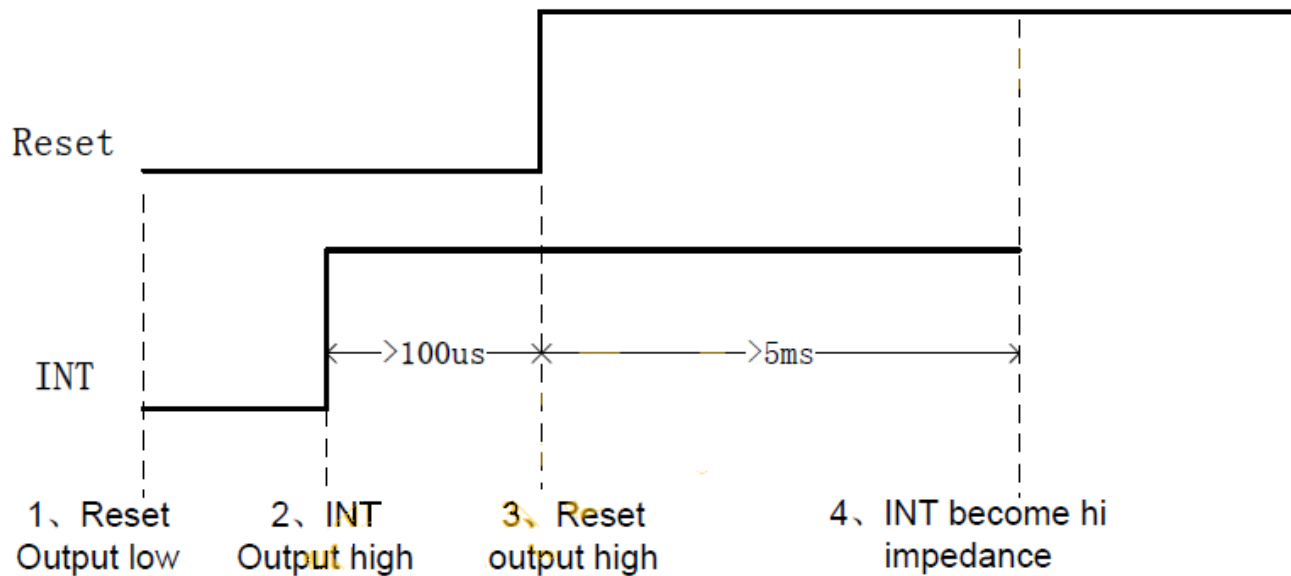 Reset
>100us
>5ms
INT
1、Reset
Output low
2、INT
Output high
3、Reset
output high
4、INT become hi
impedance